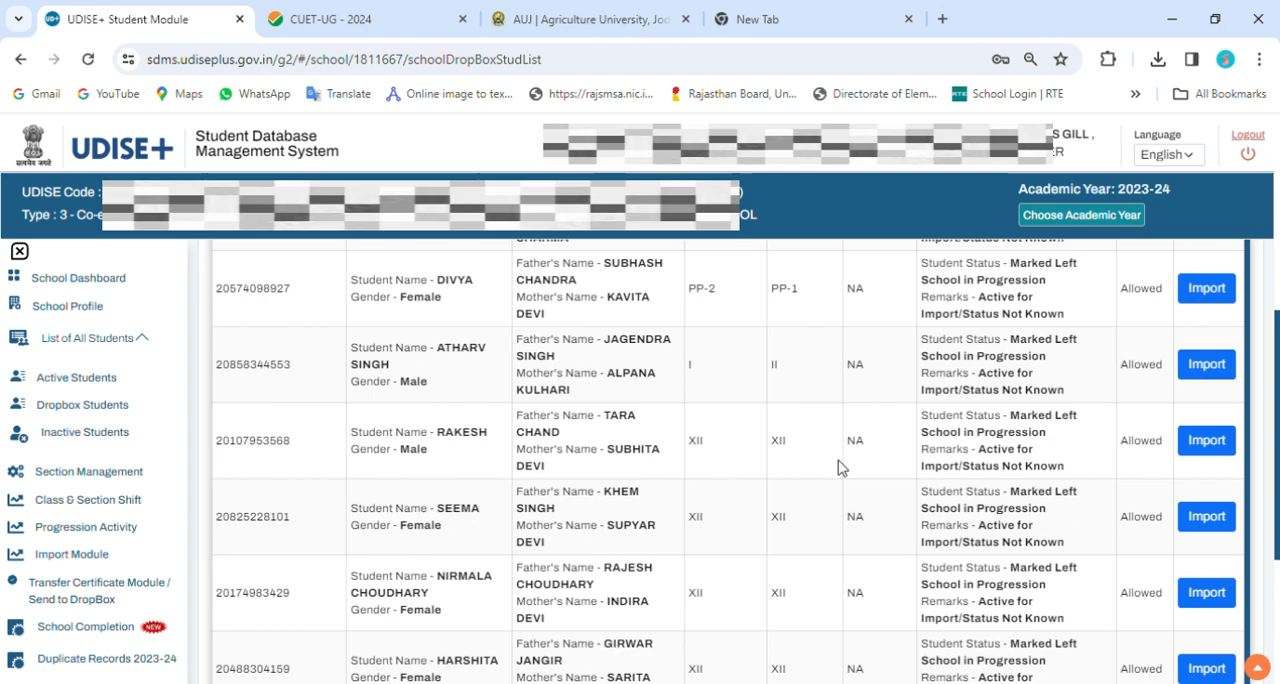 UDISE+ Student Module
CUET-UG - 2024
AUJ | Agriculture University, Jod
New Tab
sdms.udiseplus.gov.in/g2/#/school/1811667/schoolDropBoxStudList
Gmail
YouTube
Maps
WhatsApp
Translate
Online image to tex...
https://rajsmsa.nic.i...
Rajasthan Board, Un...
Directorate of Elem...
RTE School Login | RTE
All Bookmarks
सत्यमेव जयते
UDISE+
Student Database
Management System
S GILL ,
Language
English
Logout
UDISE Code :
Type : 3 - Co-e
OL
Academic Year: 2023-24
Choose Academic Year
School Dashboard
School Profile
List of All Students
Active Students
Dropbox Students
Inactive Students
Section Management
Class & Section Shift
Progression Activity
Import Module
Transfer Certificate Module /
Send to DropBox
School Completion NEW
Duplicate Records 2023-24
SHARMA
Import/Status Not Known
20574098927
Student Name - DIVYA
Gender - Female
Father's Name - SUBHASH
CHANDRA
Mother's Name - KAVITA
DEVI
PP-2
PP-1
NA
Student Status - Marked Left
School in Progression
Remarks - Active for
Import/Status Not Known
Allowed
Import
20858344553
Student Name - ATHARV
SINGH
Gender - Male
Father's Name - JAGENDRA
SINGH
Mother's Name - ALPANA
KULHARI
I
II
NA
Student Status - Marked Left
School in Progression
Remarks - Active for
Import/Status Not Known
Allowed
Import
20107953568
Student Name - RAKESH
Gender - Male
Father's Name - TARA
CHAND
Mother's Name - SUBHITA
DEVI
XII
XII
NA
Student Status - Marked Left
School in Progression
Remarks - Active for
Import/Status Not Known
Allowed
Import
20825228101
Student Name - SEEMA
Gender - Female
Father's Name - KHEM
SINGH
Mother's Name - SUPYAR
DEVI
XII
XII
NA
Student Status - Marked Left
School in Progression
Remarks - Active for
Import/Status Not Known
Allowed
Import
20174983429
Student Name - NIRMALA
CHOUDHARY
Gender - Female
Father's Name - RAJESH
CHOUDHARY
Mother's Name - INDIRA
DEVI
XII
XII
NA
Student Status - Marked Left
School in Progression
Remarks - Active for
Import/Status Not Known
Allowed
Import
20488304159
Student Name - HARSHITA
Gender - Female
Father's Name - GIRWAR
JANGIR
Mother's Name - SARITA
XII
XII
NA
Student Status - Marked Left
School in Progression
Remarks - Active for
Allowed
Import